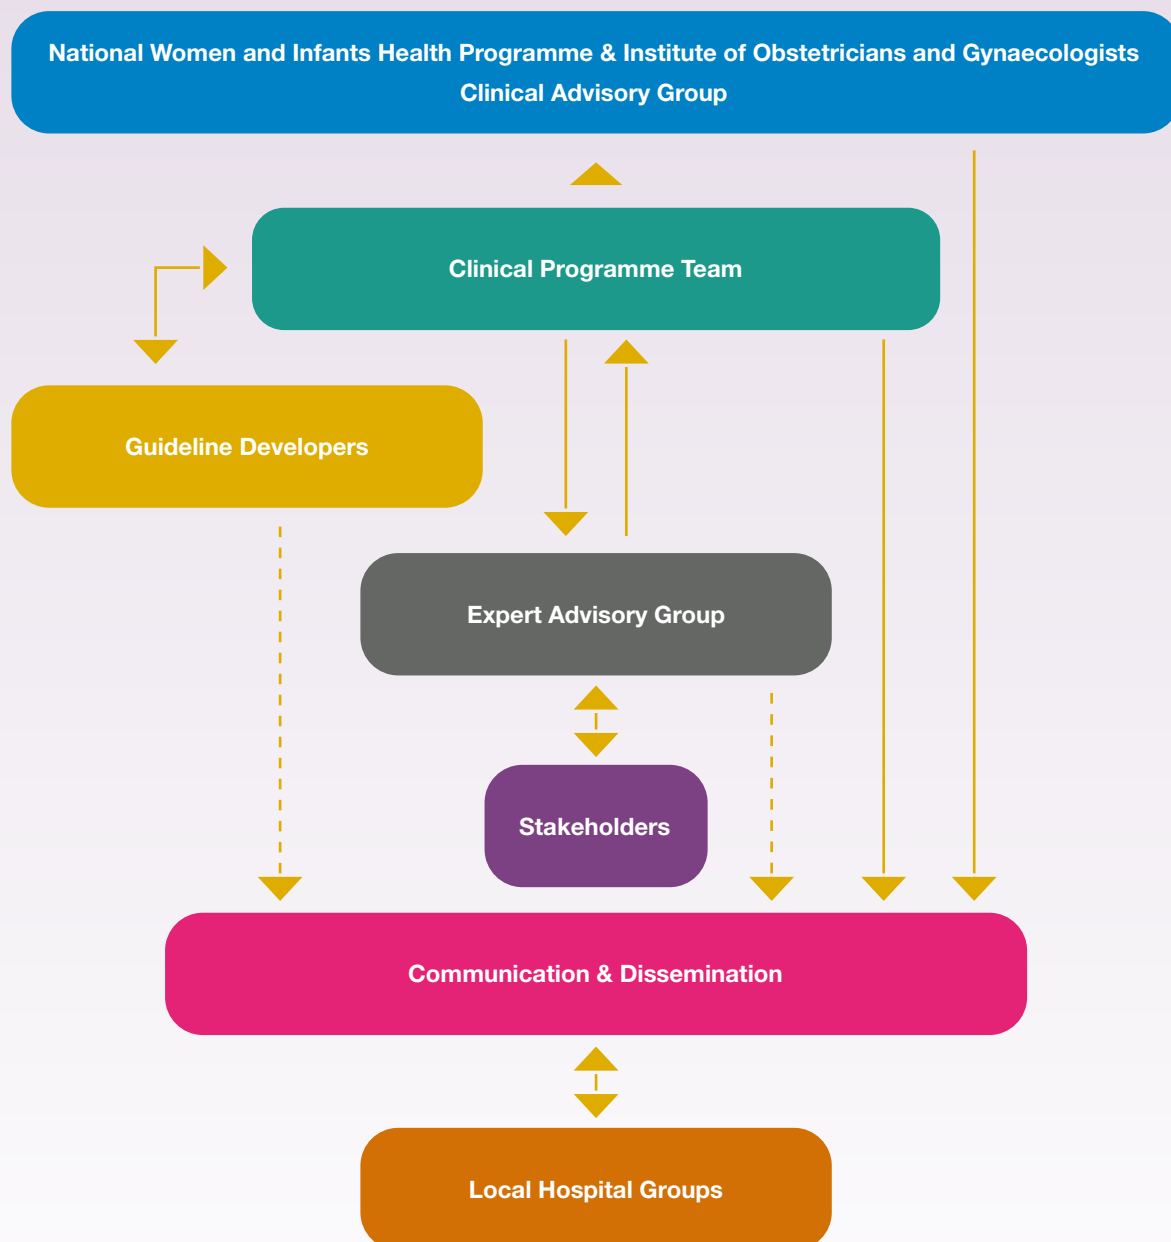 National Women and Infants Health Programme & Institute of Obstetricians and Gynaecologists
Clinical Advisory Group
Clinical Programme Team
Guideline Developers
Expert Advisory Group
Stakeholders
Communication & Dissemination
Local Hospital Groups